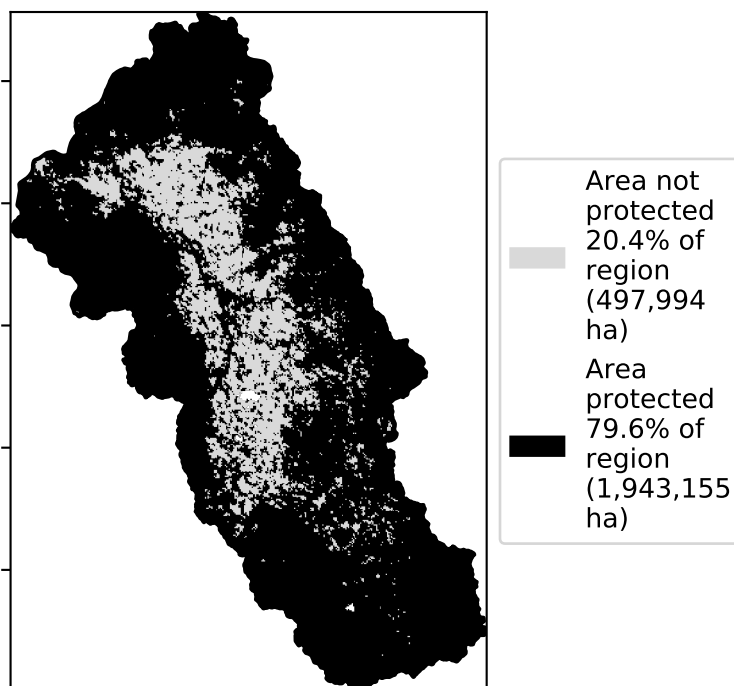 Area not
protected
20.4% of
region
(497,994
ha)
Area
protected
79.6% of
region
(1,943,155
ha)